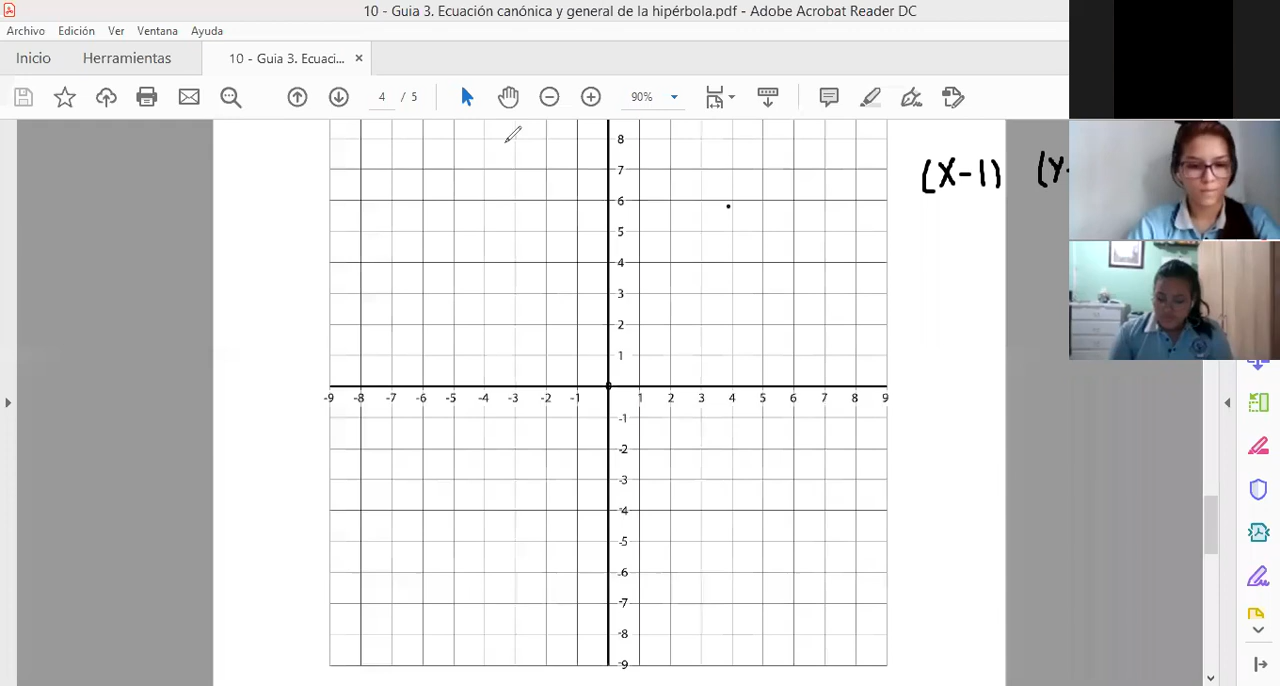 10 - Guia 3. Ecuación canónica y general de la hipérbola.pdf - Adobe Acrobat Reader DC
Archivo Edición Ver Ventana Ayuda
Inicio Herramientas 10 - Guia 3. Ecuaci... ×
4 / 5 90%
8
7
6
5
4
3
2
1
-9 -8 -7 -6 -5 -4 -3 -2 -1 0 1 2 3 4 5 6 7 8 9
-1
-2
-3
-4
-5
-6
-7
-8
-9
(X-1) (Y-